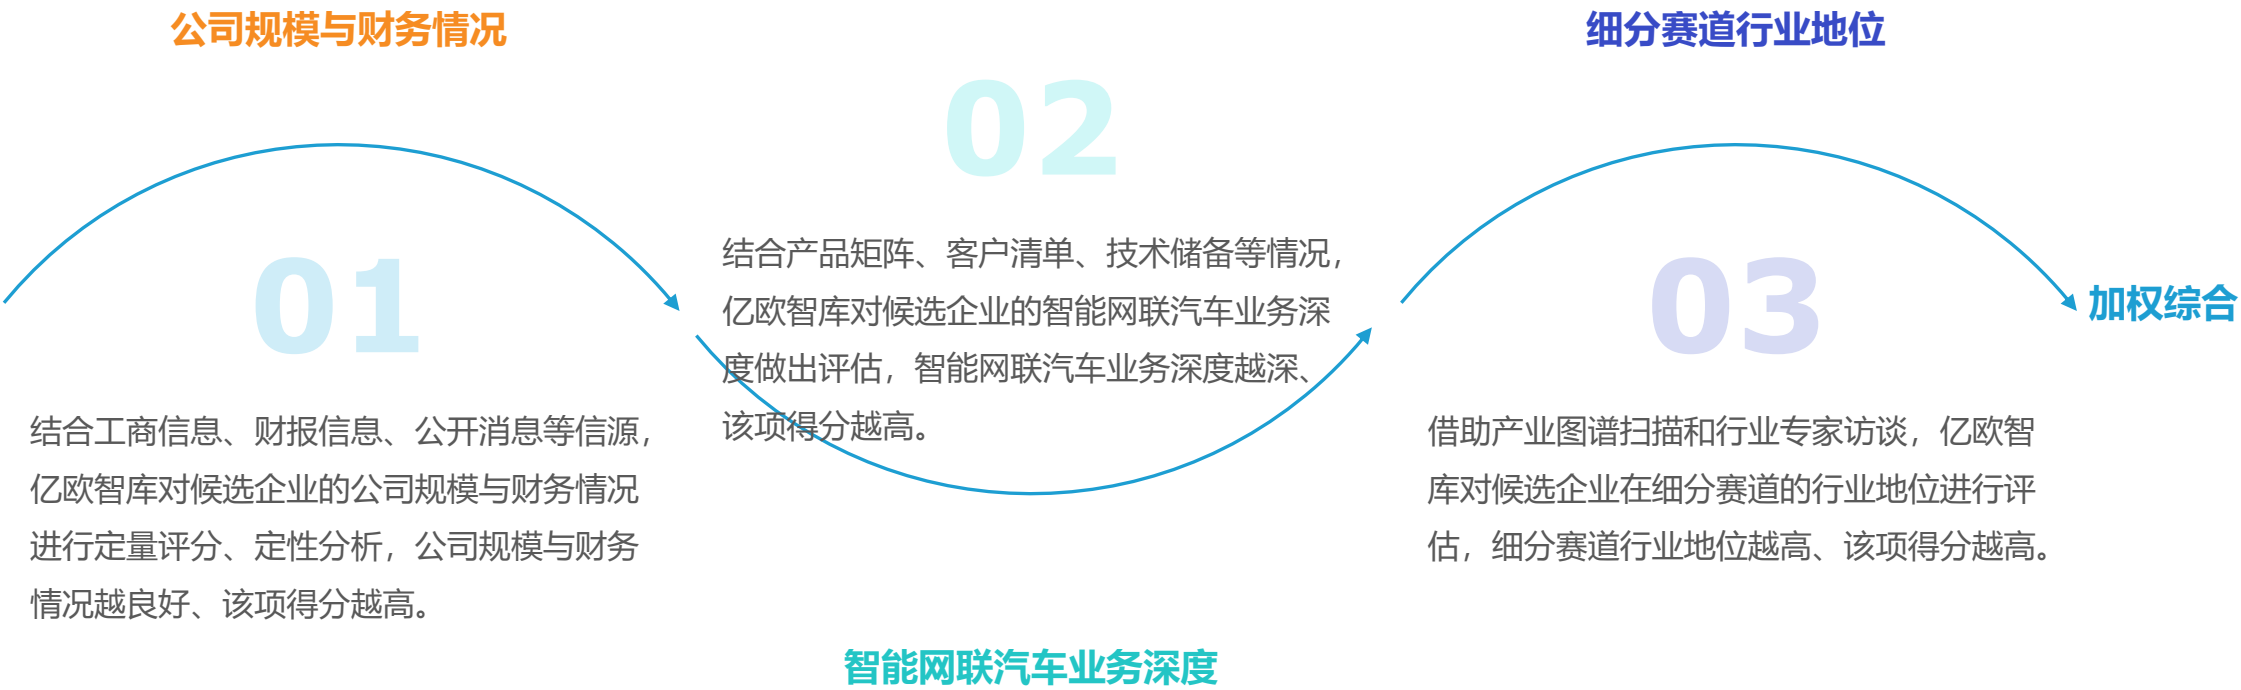 公司规模与财务情况
01
结合工商信息、财报信息、公开消息等信源，
亿欧智库对候选企业的公司规模与财务情况
进行定量评分、定性分析，公司规模与财务
情况越良好、该项得分越高。
02
结合产品矩阵、客户清单、技术储备等情况，
亿欧智库对候选企业的智能网联汽车业务深
度做出评估，智能网联汽车业务深度越深、
该项得分越高。
智能网联汽车业务深度
细分赛道行业地位
03
借助产业图谱扫描和行业专家访谈，亿欧智
库对候选企业在细分赛道的行业地位进行评
估，细分赛道行业地位越高、该项得分越高。
加权综合